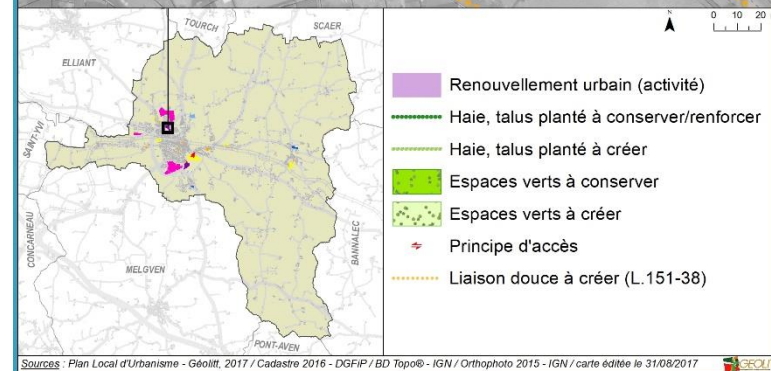 TOURCH
SCAER
ELLIANT
SAINT-YVI
CONCARNEAU
MELGVEN
BANNALEC
PONT-AVEN
0 10 20
Renouvellement urbain (activité)
Haie, talus planté à conserver/renforcer
Haie, talus planté à créer
Espaces verts à conserver
Espaces verts à créer
Principe d'accès
Liaison douce à créer (L.151-38)
Sources : Plan Local d'Urbanisme - Géolitt, 2017 / Cadastre 2016 - DGFiP / BD Topo® - IGN / Orthophoto 2015 - IGN / carte éditée le 31/08/2017
GEOLI